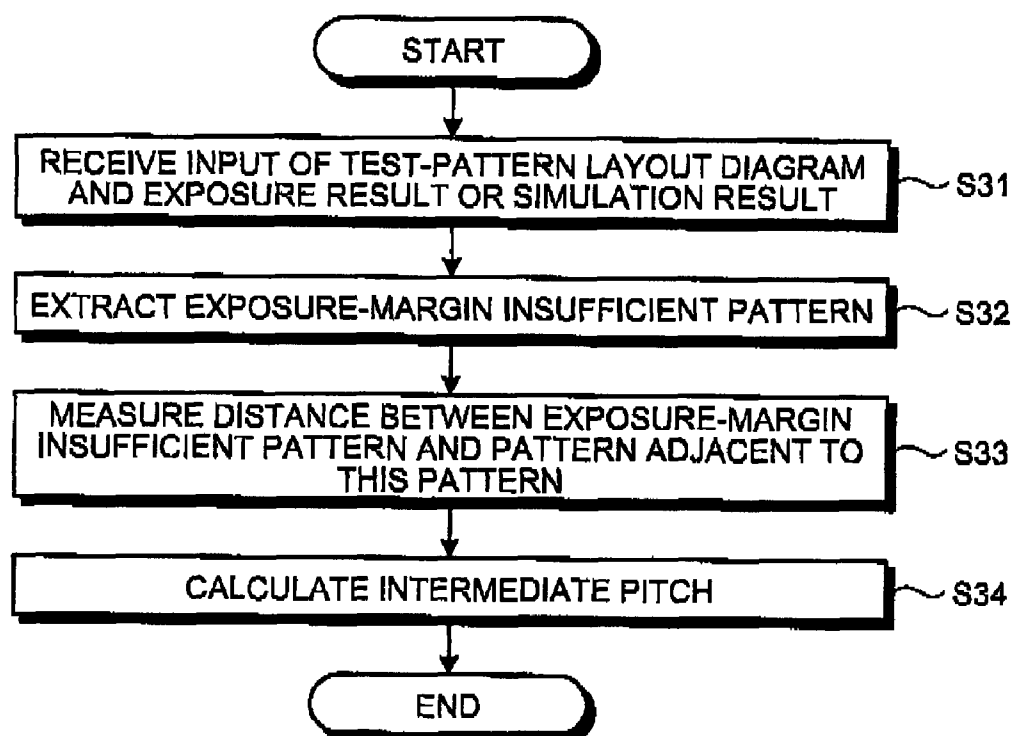 START
RECEIVE INPUT OF TEST-PATTERN LAYOUT DIAGRAM
AND EXPOSURE RESULT OR SIMULATION RESULT
S31
EXTRACT EXPOSURE-MARGIN INSUFFICIENT PATTERN
S32
MEASURE DISTANCE BETWEEN EXPOSURE-MARGIN
INSUFFICIENT PATTERN AND PATTERN ADJACENT TO
THIS PATTERN
S33
CALCULATE INTERMEDIATE PITCH
S34
END